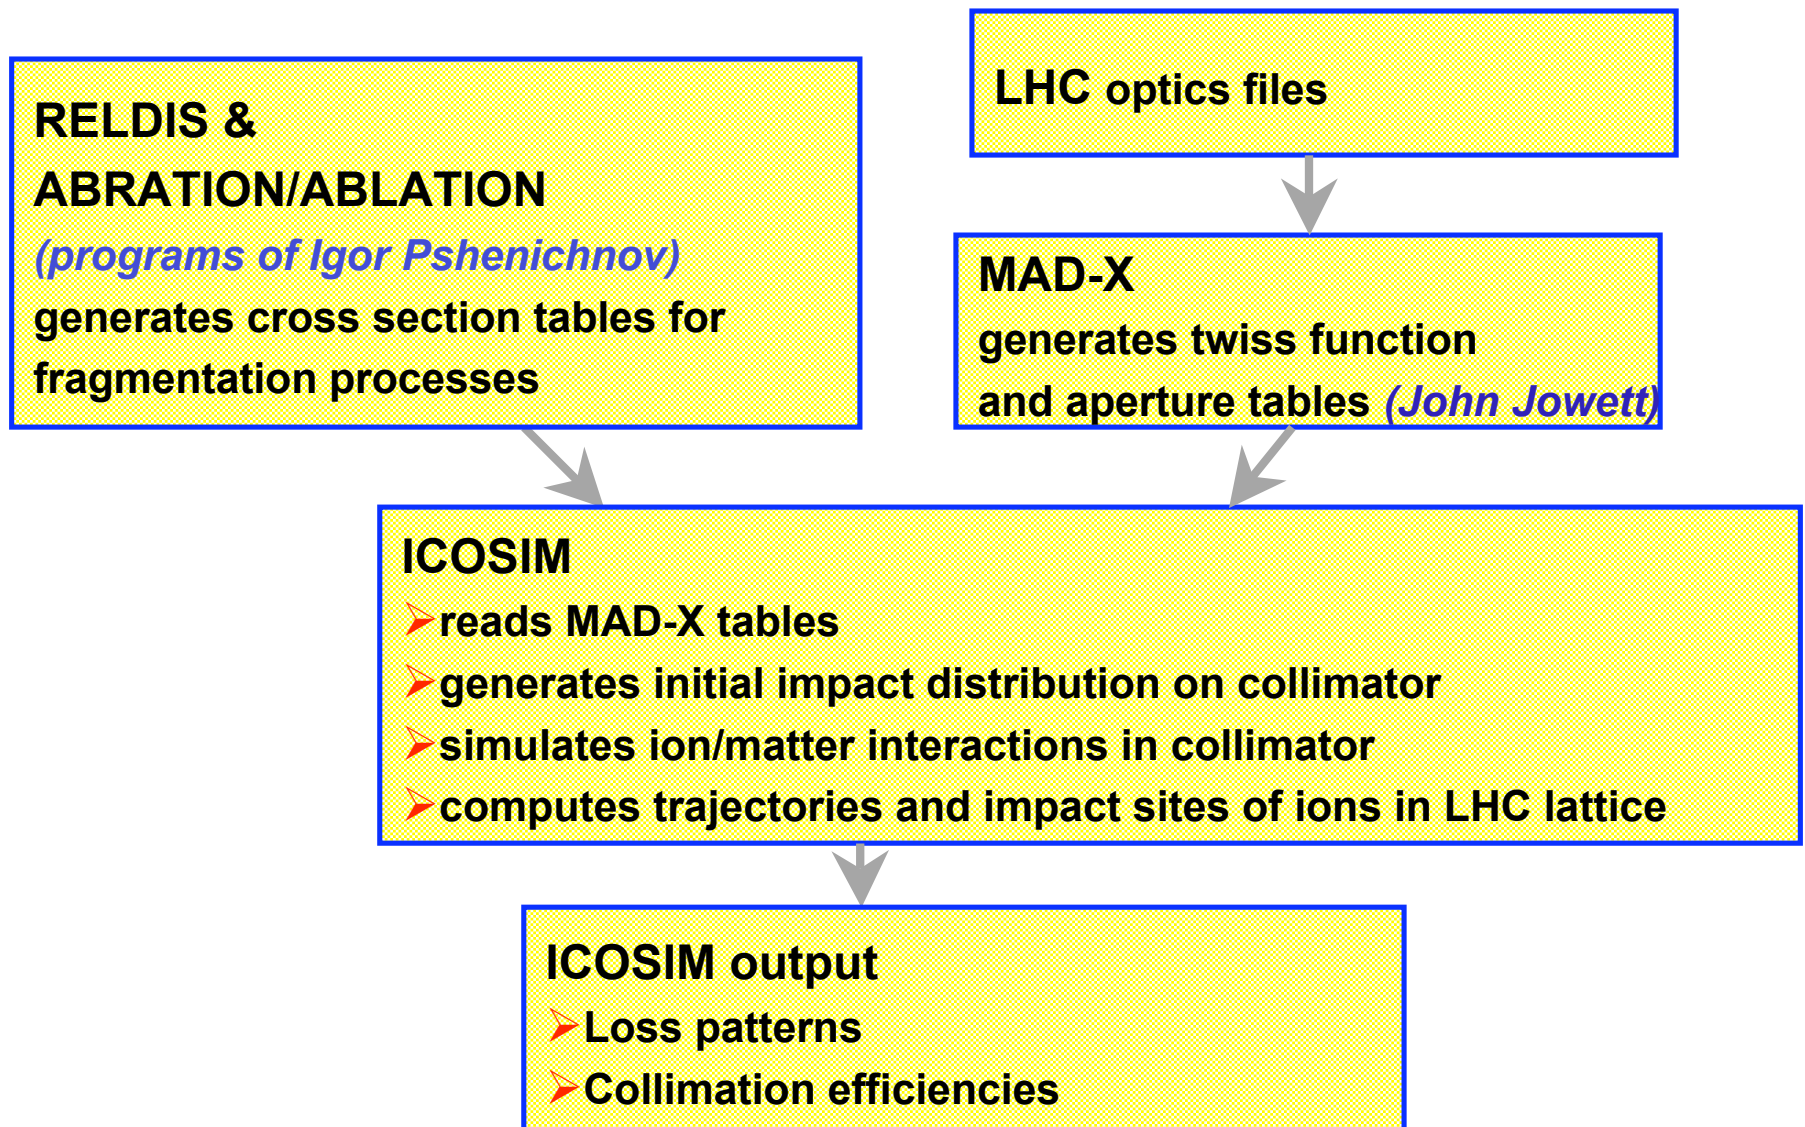 RELDIS &
ABRATION/ABLATION
(programs of Igor Pshenichnov)
generates cross section tables for
fragmentation processes
LHC optics files
MAD-X
generates twiss function
and aperture tables (John Jowett)
ICOSIM
➢reads MAD-X tables
➢generates initial impact distribution on collimator
➢simulates ion/matter interactions in collimator
➢computes trajectories and impact sites of ions in LHC lattice
ICOSIM output
➢Loss patterns
➢Collimation efficiencies